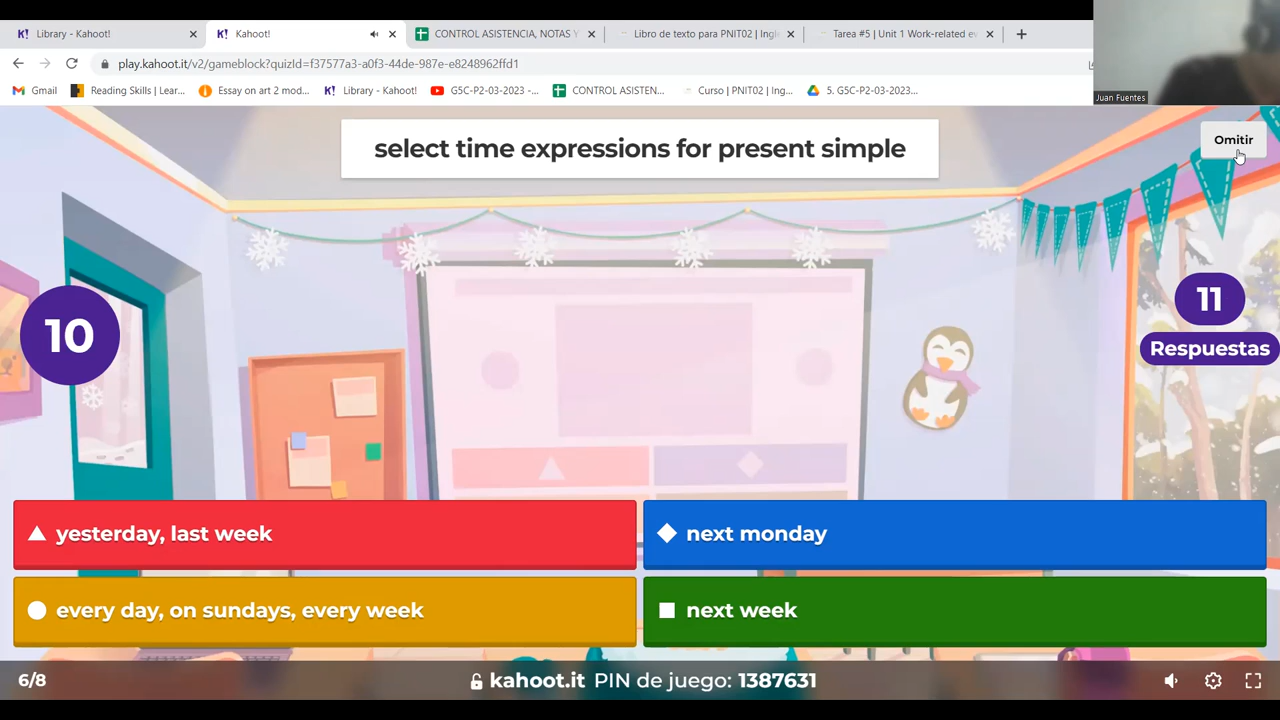 Library - Kahoot!
Kahoot!
CONTROL ASISTENCIA, NOTAS Y
Libro de texto para PNIT02 | Ingl
Tarea #5 | Unit 1 Work-related e
play.kahoot.it/v2/gameblock?quizId=f37577a3-a0f3-44de-987e-e8248962ffd1
Gmail
Reading Skills | Lear...
Essay on art 2 mod...
Library - Kahoot!
G5C-P2-03-2023 -...
CONTROL ASISTEN...
Curso | PNIT02 | Ing...
5. G5C-P2-03-2023...
Juan Fuentes
select time expressions for present simple
Omitir
10
11
Respuestas
yesterday, last week
next monday
every day, on sundays, every week
next week
6/8
kahoot.it PIN de juego: 1387631